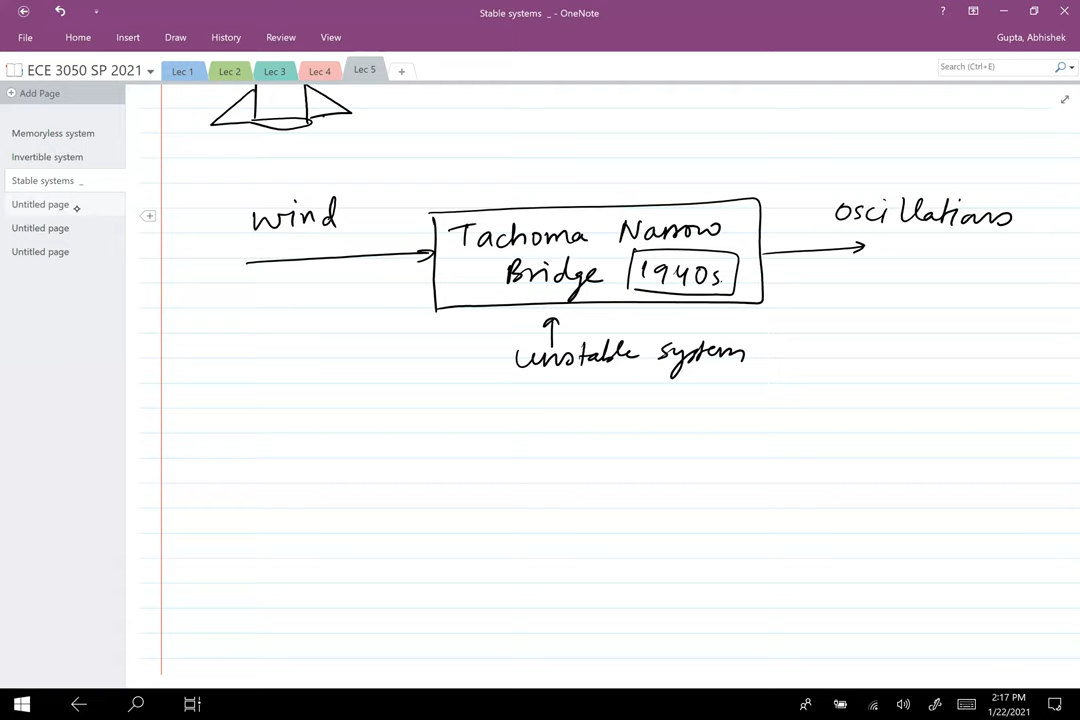 Stable systems _ - OneNote
?
File Home Insert Draw History Review View
Gupta, Abhishek
ECE 3050 SP 2021
Lec 1 Lec 2 Lec 3 Lec 4 Lec 5 +
Search (Ctrl+E)
Add Page
Memoryless system
Invertible system
Stable systems _
Untitled page
Untitled page
Untitled page
wind
Tachoma Narrow
Bridge 1940s.
oscillations
unstable system
2:17 PM
1/22/2021